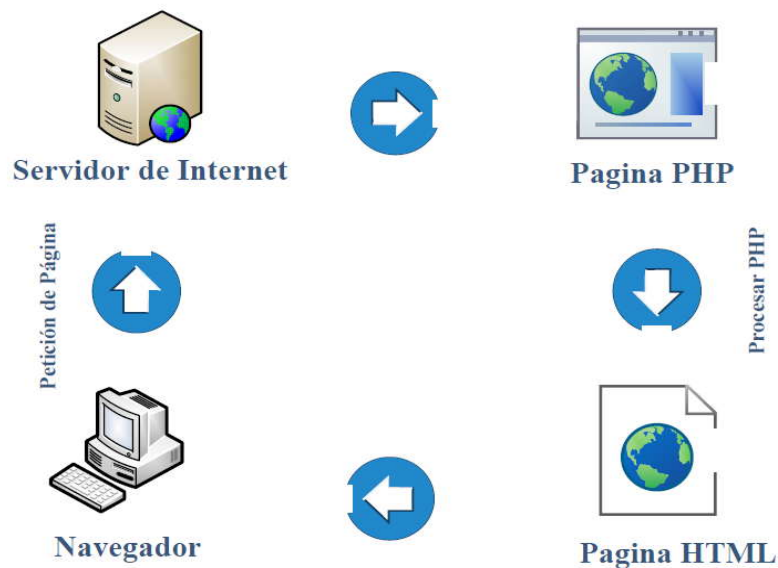 Servidor de Internet
Pagina PHP
Petición de Página
Procesar PHP
Navegador
Pagina HTML